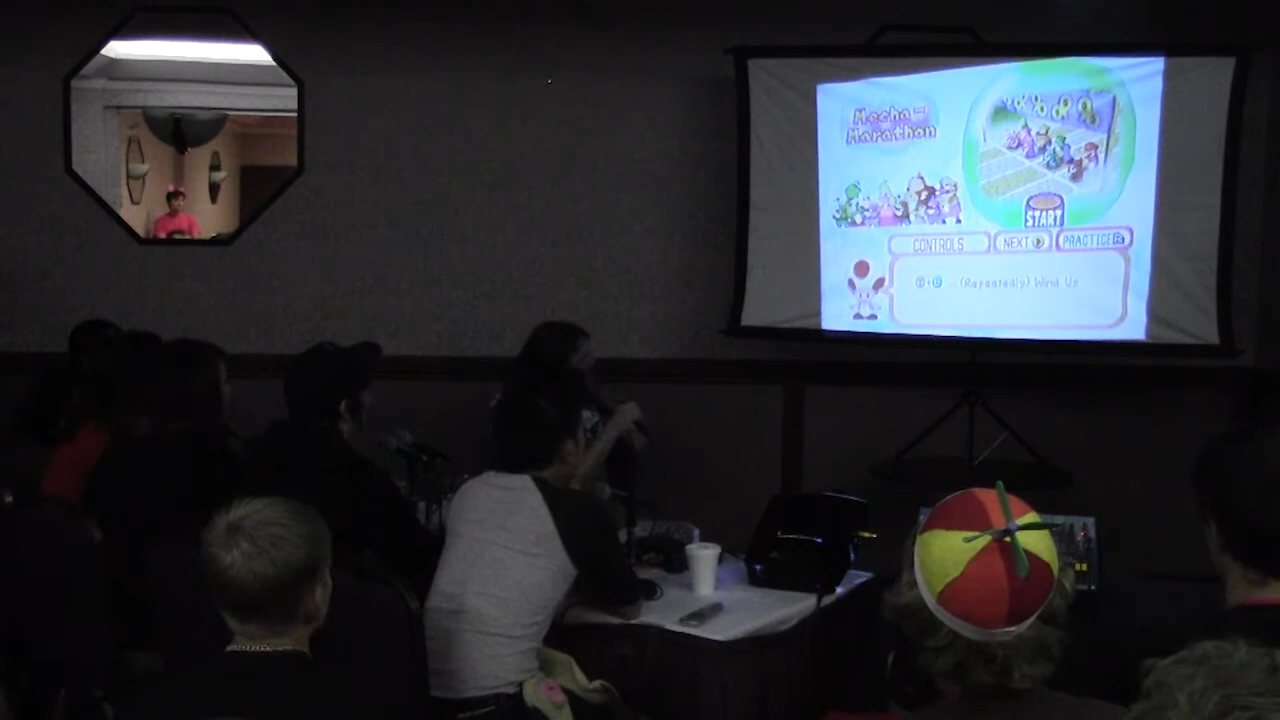 Mecha-
Marathon
START
CONTROLS
NEXT
PRACTICE
(Repeatedly) Wind Up